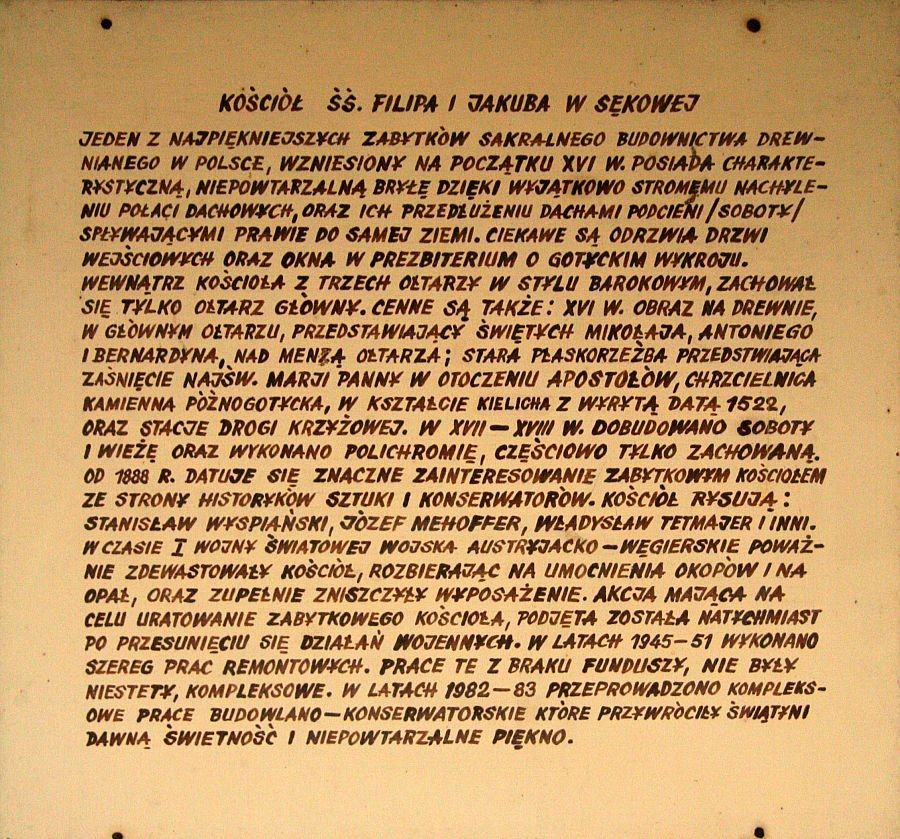 KOŚCIÓŁ ŚŚ. FILIPA I JAKUBA W SĘKOWEJ
JEDEN Z NAJPIĘKNIEJSZYCH ZABYTKÓW SAKRALNEGO BUDOWNICTWA DREW-
NIANEGO W POLSCE, WZNIESIONY NA POCZĄTKU XVI W. POSIADA CHARAKTE-
RYSTYCZNĄ, NIEPOWTARZALNĄ BRYŁĘ DZIĘKI WYJĄTKOWO STROMEMU NACHYLE-
NIU POŁACI DACHOWYCH, ORAZ ICH PRZEDŁUŻENIU DACHAMI PODCIENI /SOBOTY/
SPŁYWAJĄCYMI PRAWIE DO SAMEJ ZIEMI. CIEKAWE SĄ ODRZWIA DRZWI
WEJŚCIOWYCH ORAZ OKNA W PREZBITERIUM O GOTYCKIM WYKROJU.
WEWNĄTRZ KOŚCIOŁA Z TRZECH OŁTARZY W STYLU BAROKOWYM, ZACHOWAŁ
SIĘ TYLKO OŁTARZ GŁÓWNY. CENNE SĄ TAKŻE: XVI W. OBRAZ NA DREWNIE,
W GŁÓWNYM OŁTARZU, PRZEDSTAWIAJĄCY ŚWIĘTYCH MIKOŁAJA, ANTONIEGO
I BERNARDYNA, NAD MENZĄ OŁTARZA; STARA PŁASKORZEŹBA PRZEDSTWIAJĄCA
ZAŚNIĘCIE NAJŚW. MARJI PANNY W OTOCZENIU APOSTOŁÓW, CHRZCIELNICA
KAMIENNA PÓŹNOGOTYCKA, W KSZTAŁCIE KIELICHA Z WYRYTĄ DATĄ 1522,
ORAZ STACJE DROGI KRZYŻOWEJ. W XVII – XVIII W. DOBUDOWANO SOBOTY
I WIEŻĘ ORAZ WYKONANO POLICHROMIĘ, CZĘŚCIOWO TYLKO ZACHOWANĄ.
OD 1888 R. DATUJE SIĘ ZNACZNE ZAINTERESOWANIE ZABYTKOWYM KOŚCIOŁEM
ZE STRONY HISTORYKÓW SZTUKI I KONSERWATORÓW. KOŚCIÓŁ RYSUJĄ:
STANISŁAW WYSPIAŃSKI, JÓZEF MEHOFFER, WŁADYSŁAW TETMAJER I INNI.
W CZASIE I WOJNY ŚWIATOWEJ WOJSKA AUSTRYJACKO – WĘGIERSKIE POWAŻ-
NIE ZDEWASTOWAŁY KOŚCIÓŁ, ROZBIERAJĄC NA UMOCNIENIA OKOPÓW I NA
OPAŁ, ORAZ ZUPEŁNIE ZNISZCZYŁY WYPOSAŻENIE. AKCJA MAJĄCA NA
CELU URATOWANIE ZABYTKOWEGO KOŚCIOŁA, PODJĘTA ZOSTAŁA NATYCHMIAST
PO PRZESUNIĘCIU SIĘ DZIAŁAŃ WOJENNYCH. W LATACH 1945–51 WYKONANO
SZEREG PRAC REMONTOWYCH. PRACE TE Z BRAKU FUNDUSZY, NIE BYŁY
NIESTETY, KOMPLEKSOWE. W LATACH 1982 – 83 PRZEPROWADZONO KOMPLEKS-
OWE PRACE BUDOWLANO – KONSERWATORSKIE KTÓRE PRZYWRÓCIŁY ŚWIĄTYNI
DAWNĄ ŚWIETNOŚĆ I NIEPOWTARZALNE PIĘKNO.